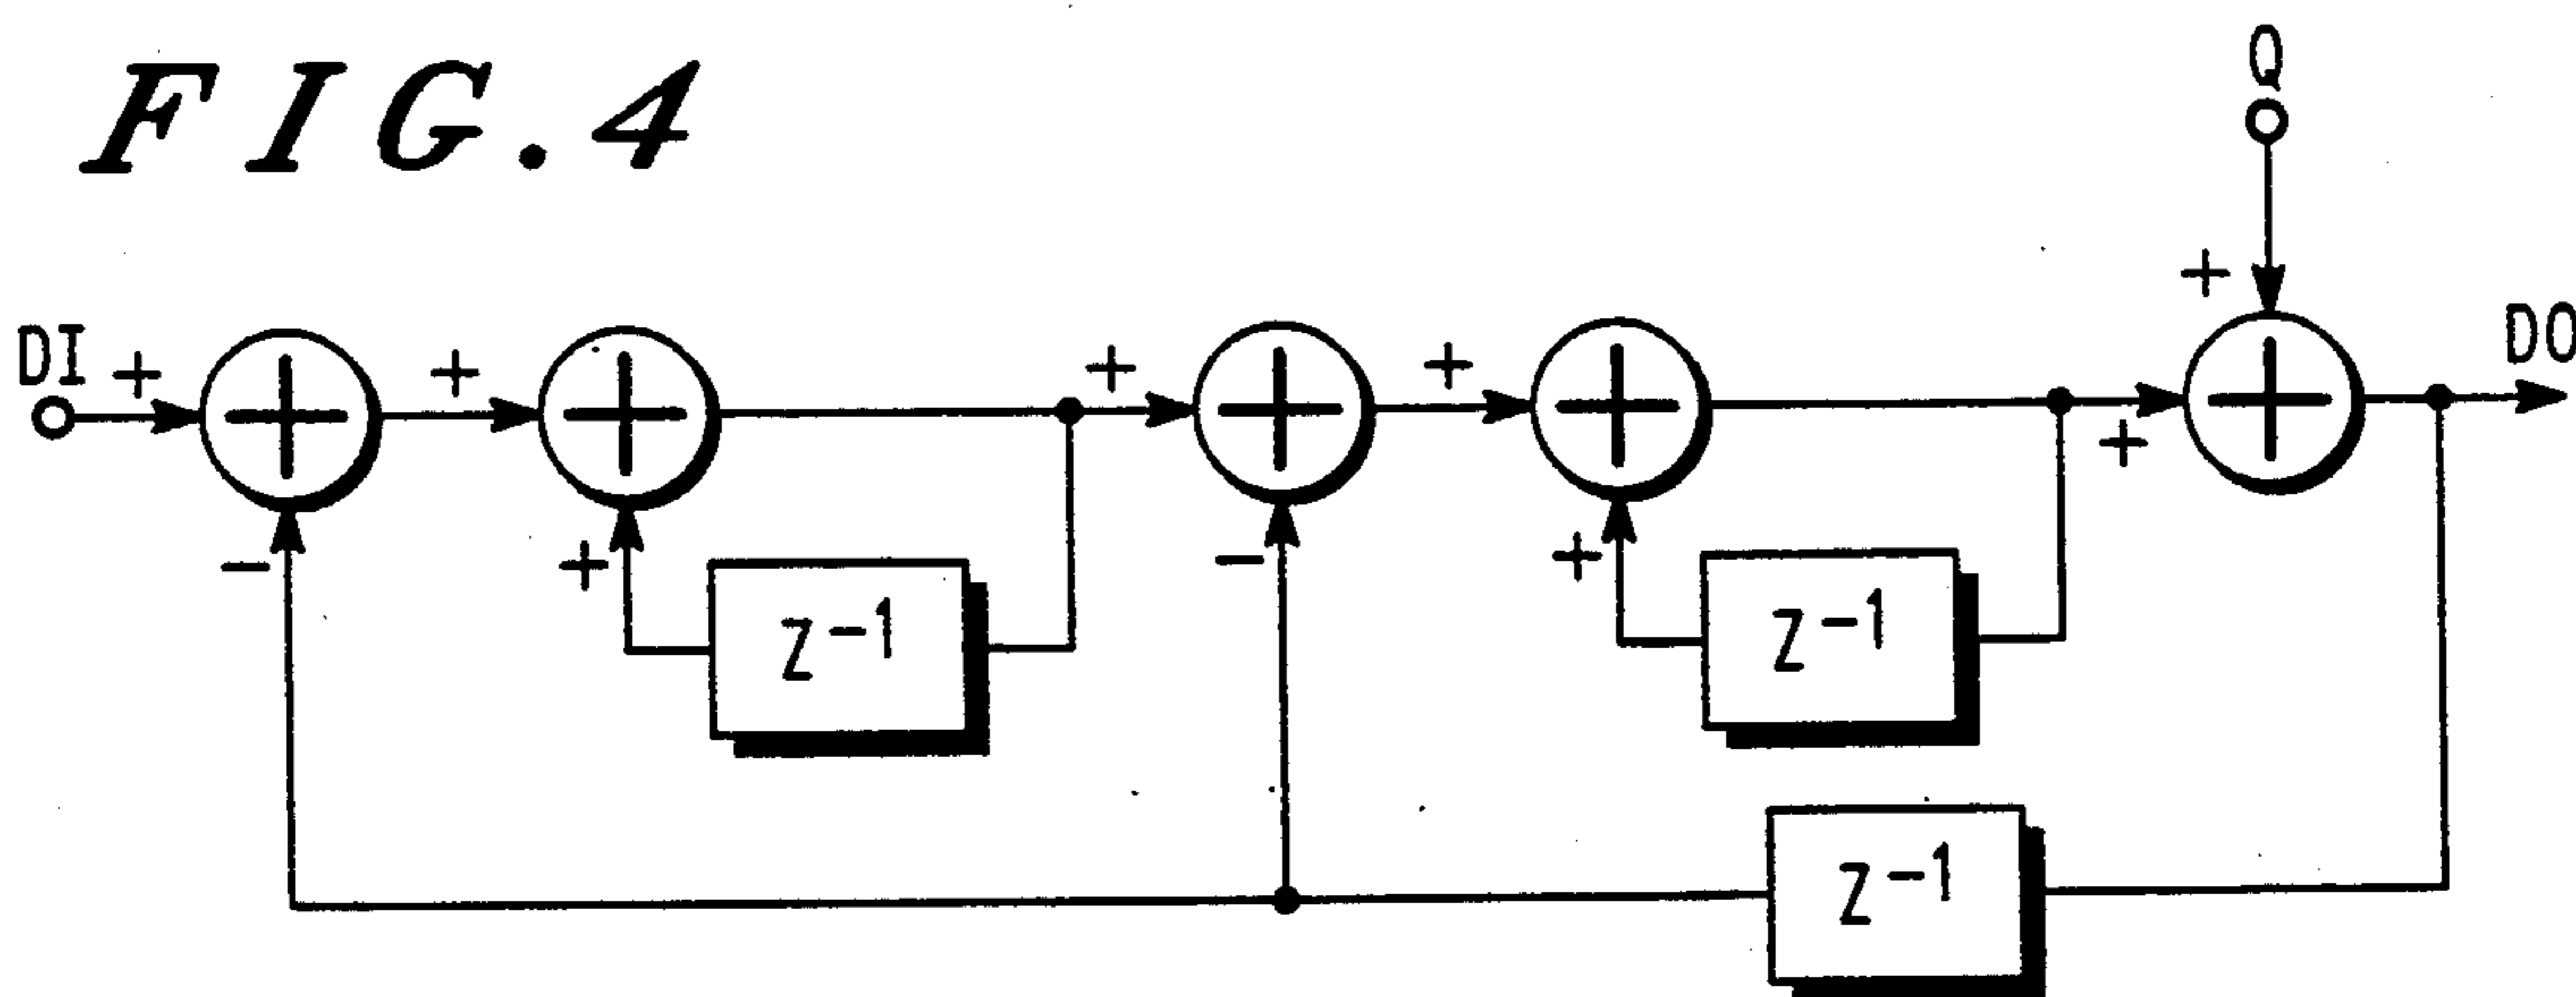 FIG.4
Q
+
DI + + + + + DO
- + - +
z⁻¹ z⁻¹
z⁻¹